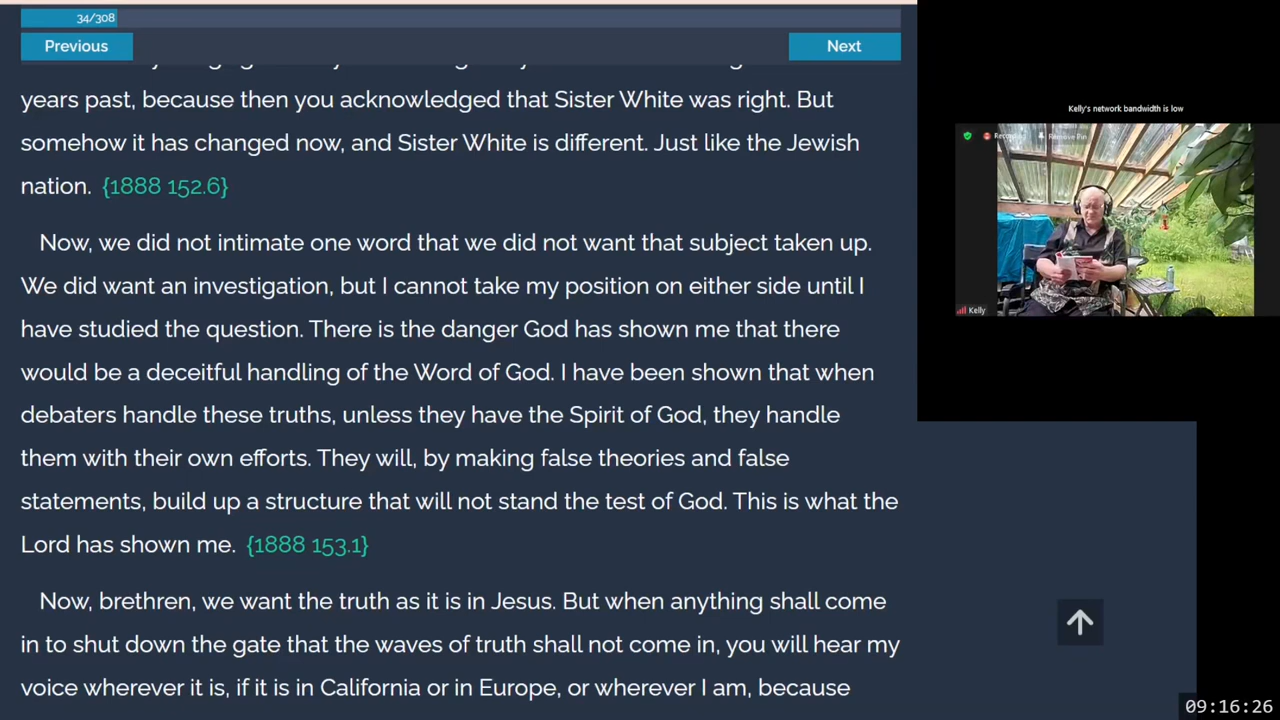 34/308
Previous
Next
years past, because then you acknowledged that Sister White was right. But
somehow it has changed now, and Sister White is different. Just like the Jewish
nation. {1888 152.6}
Now, we did not intimate one word that we did not want that subject taken up.
We did want an investigation, but I cannot take my position on either side until I
have studied the question. There is the danger God has shown me that there
would be a deceitful handling of the Word of God. I have been shown that when
debaters handle these truths, unless they have the Spirit of God, they handle
them with their own efforts. They will, by making false theories and false
statements, build up a structure that will not stand the test of God. This is what the
Lord has shown me. {1888 153.1}
Now, brethren, we want the truth as it is in Jesus. But when anything shall come
in to shut down the gate that the waves of truth shall not come in, you will hear my
voice wherever it is, if it is in California or in Europe, or wherever I am, because
Kelly's network bandwidth is low
Remove Pin
Kelly
09:16:26